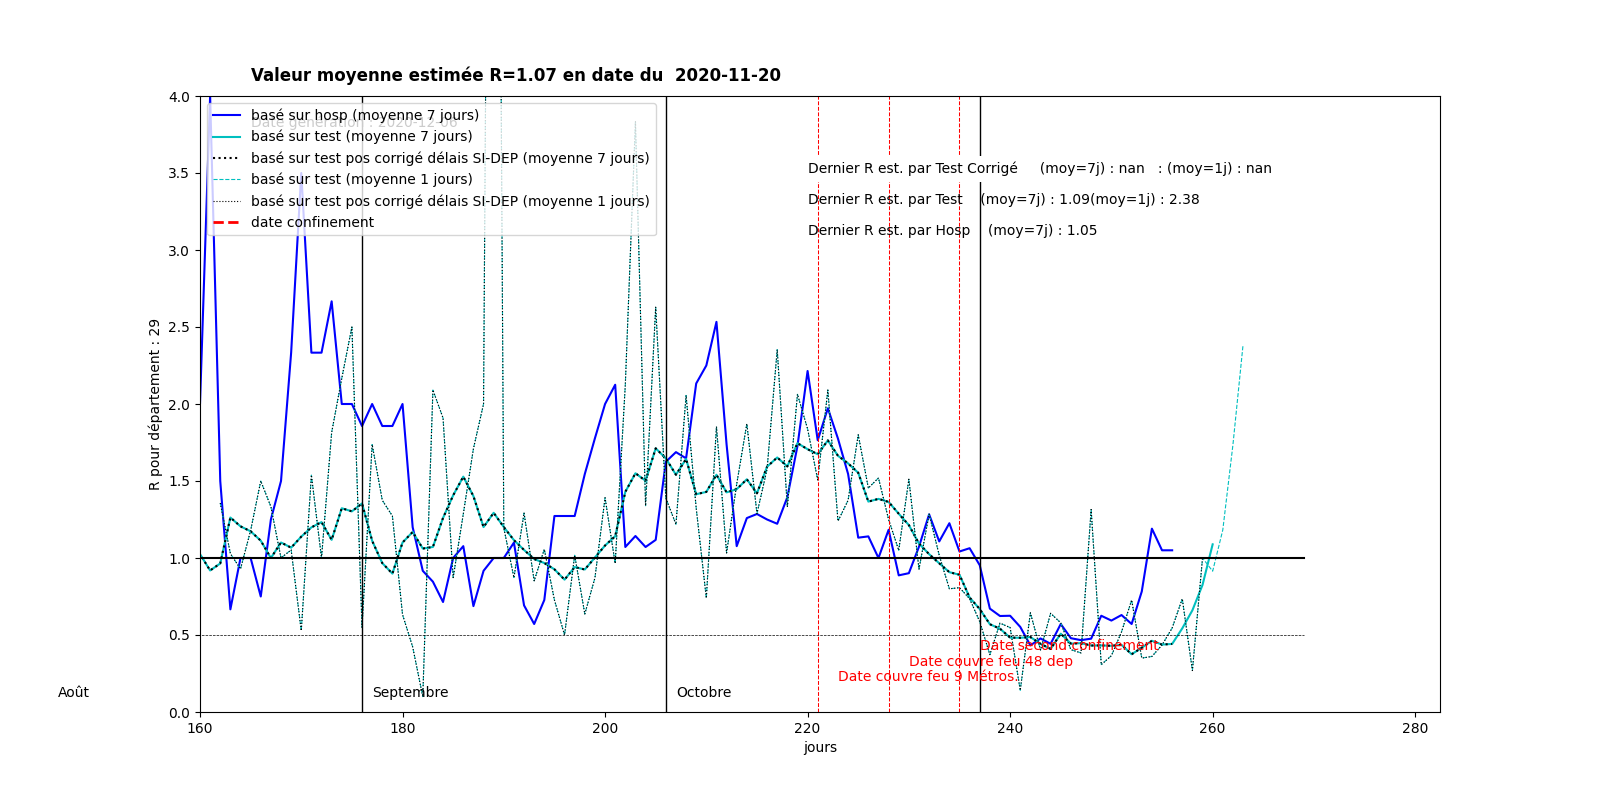 Valeur moyenne estimée R=1.07 en date du  2020-11-20
Date génération : 2020-12-06
basé sur hosp (moyenne 7 jours)
basé sur test (moyenne 7 jours)
basé sur test pos corrigé délais SI-DEP (moyenne 7 jours)
basé sur test (moyenne 1 jours)
basé sur test pos corrigé délais SI-DEP (moyenne 1 jours)
date confinement
Dernier R est. par Test Corrigé     (moy=7j) : nan   : (moy=1j) : nan
Dernier R est. par Test    (moy=7j) : 1.09(moy=1j) : 2.38
Dernier R est. par Hosp    (moy=7j) : 1.05
R pour département : 29
4.0
3.5
3.0
2.5
2.0
1.5
1.0
0.5
0.0
Date second confinement
Date couvre feu 48 dep
Date couvre feu 9 Métros
Août
Septembre
Octobre
160 180 200 220 240 260 280
jours